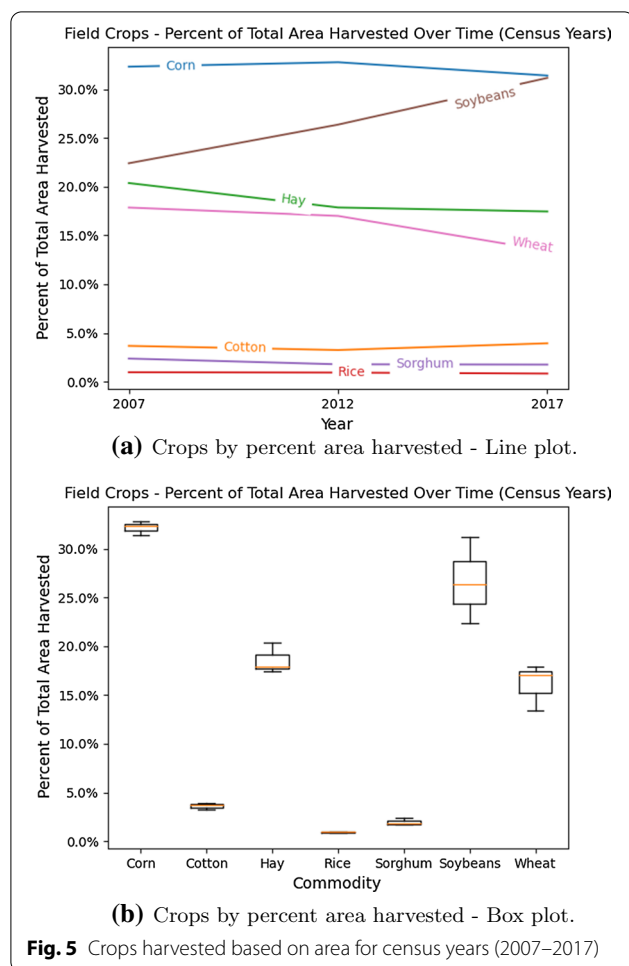 Field Crops - Percent of Total Area Harvested Over Time (Census Years)
Percent of Total Area Harvested
30.0%
25.0%
20.0%
15.0%
10.0%
5.0%
0.0%
Corn
Soybeans
Hay
Wheat
Cotton
Sorghum
Rice
2007 2012 2017
Year
(a) Crops by percent area harvested - Line plot.
Field Crops - Percent of Total Area Harvested Over Time (Census Years)
Percent of Total Area Harvested
30.0%
25.0%
20.0%
15.0%
10.0%
5.0%
0.0%
Corn Cotton Hay Rice Sorghum Soybeans Wheat
Commodity
(b) Crops by percent area harvested - Box plot.
Fig. 5 Crops harvested based on area for census years (2007–2017)